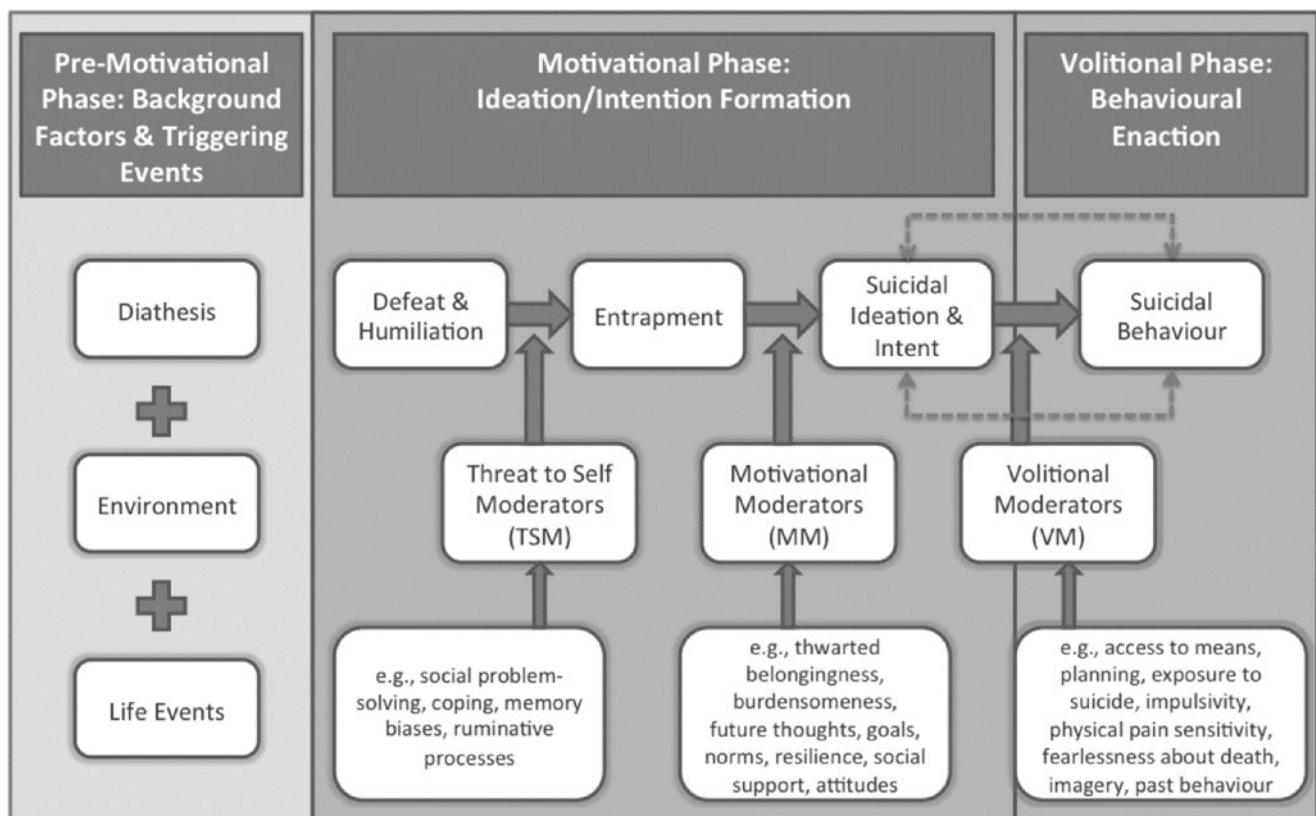 Pre-Motivational
Phase: Background
Factors & Triggering
Events
Motivational Phase:
Ideation/Intention Formation
Volitional Phase:
Behavioural
Enaction
Diathesis
Environment
Life Events
Defeat &
Humiliation
Entrapment
Suicidal
Ideation &
Intent
Suicidal
Behaviour
Threat to Self
Moderators
(TSM)
Motivational
Moderators
(MM)
Volitional
Moderators
(VM)
e.g., social problem-
solving, coping, memory
biases, ruminative
processes
e.g., thwarted
belongingness,
burdensomeness,
future thoughts, goals,
norms, resilience, social
support, attitudes
e.g., access to means,
planning, exposure to
suicide, impulsivity,
physical pain sensitivity,
fearlessness about death,
imagery, past behaviour